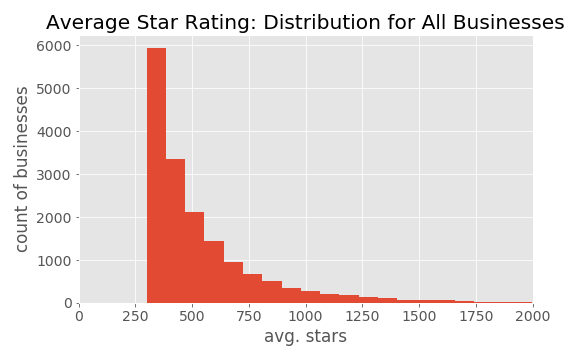 Average Star Rating: Distribution for All Businesses
count of businesses
6000
5000
4000
3000
2000
1000
0
0 250 500 750 1000 1250 1500 1750 2000
avg. stars